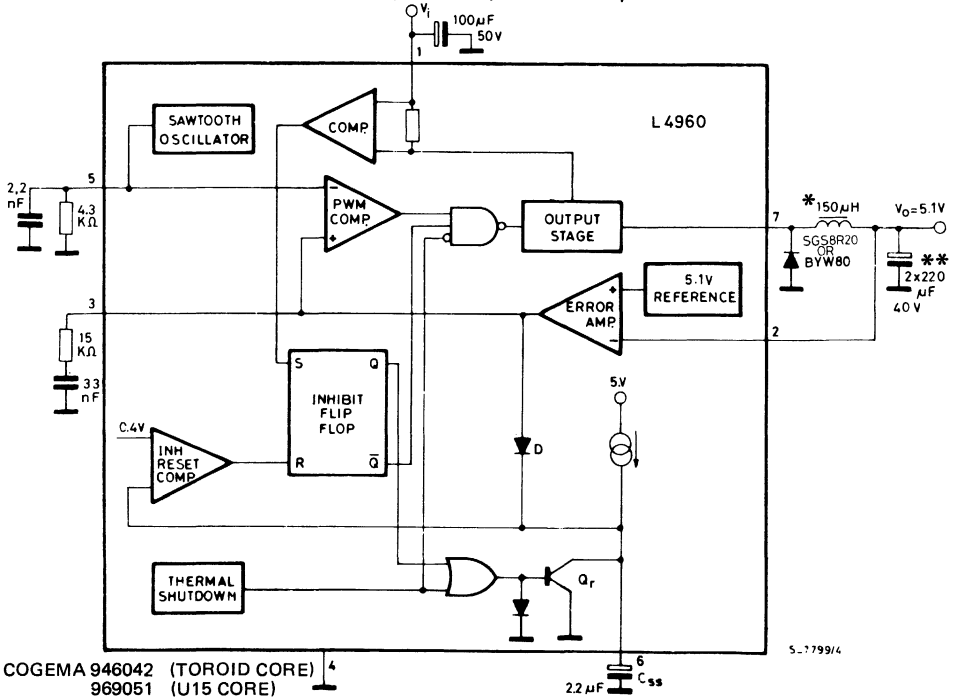 Vi
100µF
50V
1
SAWTOOTH
OSCILLATOR
COMP.
L4960
5
2,2
nF
4.3
KΩ
−
PWM
COMP.
+
OUTPUT
STAGE
7
* 150µH
SGS8R20
OR
BYW80
Vo=5.1V
**
2x220
µF
40V
3
15
KΩ
33
nF
+
ERROR
AMP.
−
5.1V
REFERENCE
2
S
Q
INHIBIT
FLIP
FLOP
R
Q̅
5.V
C.4V
INH
RESET
COMP.
D
THERMAL
SHUTDOWN
Qr
S_7799/4
COGEMA 946042 (TOROID CORE)
969051 (U15 CORE)
4
6
Css
2.2µF